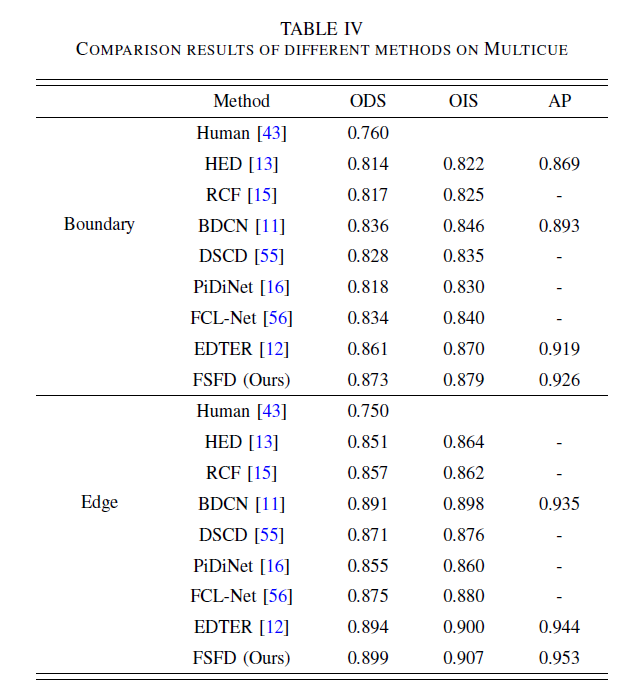 TABLE IV
COMPARISON RESULTS OF DIFFERENT METHODS ON MULTICUE
Method ODS OIS AP
Boundary
Human [43] 0.760
HED [13] 0.814 0.822 0.869
RCF [15] 0.817 0.825 -
BDCN [11] 0.836 0.846 0.893
DSCD [55] 0.828 0.835 -
PiDiNet [16] 0.818 0.830 -
FCL-Net [56] 0.834 0.840 -
EDTER [12] 0.861 0.870 0.919
FSFD (Ours) 0.873 0.879 0.926
Edge
Human [43] 0.750
HED [13] 0.851 0.864 -
RCF [15] 0.857 0.862 -
BDCN [11] 0.891 0.898 0.935
DSCD [55] 0.871 0.876 -
PiDiNet [16] 0.855 0.860 -
FCL-Net [56] 0.875 0.880 -
EDTER [12] 0.894 0.900 0.944
FSFD (Ours) 0.899 0.907 0.953